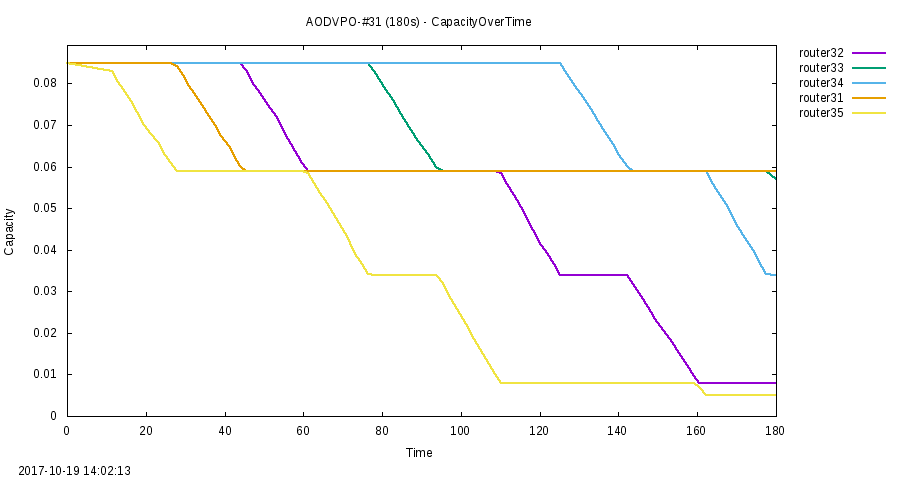 AODVPO-#31 (180s) - CapacityOverTime
router32
router33
router34
router31
router35
0.08
0.07
0.06
0.05
0.04
0.03
0.02
0.01
0
Capacity
0 20 40 60 80 100 120 140 160 180
Time
2017-10-19 14:02:13